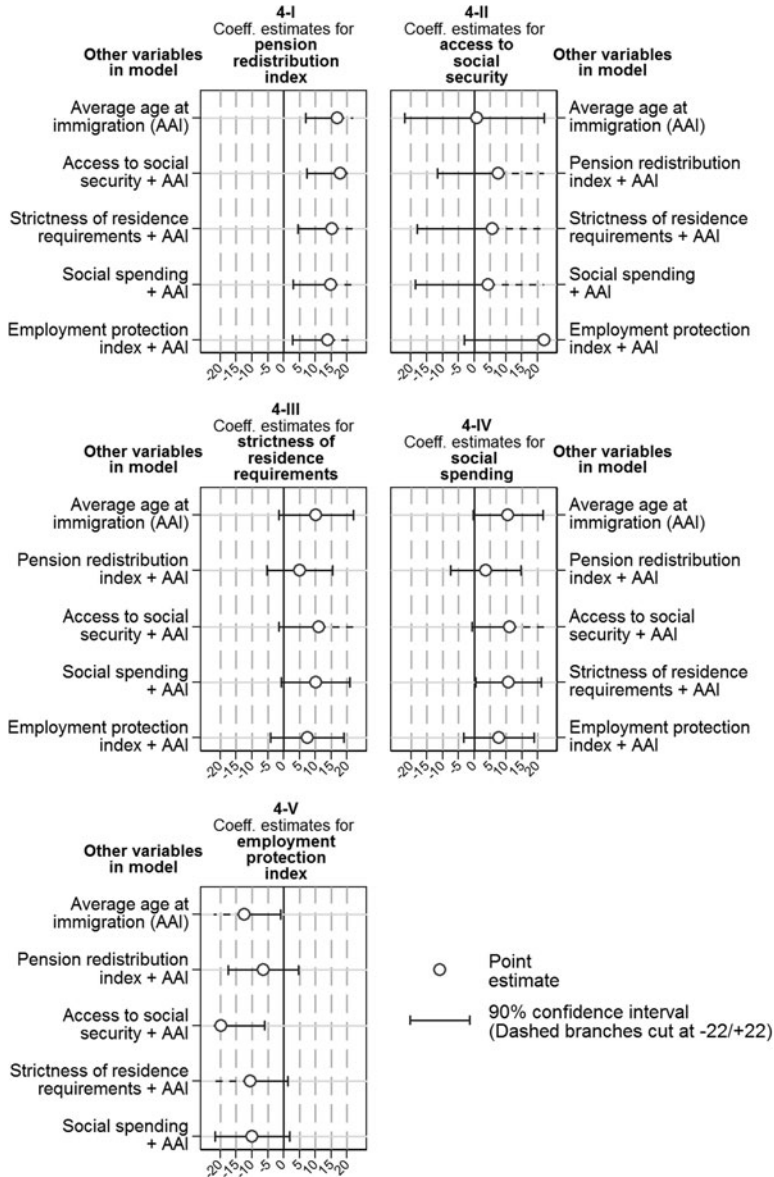 4-I
Coeff. estimates for
pension
redistribution
index
Other variables
in model
Average age at
immigration (AAI)
Access to social
security + AAI
Strictness of residence
requirements + AAI
Social spending
+ AAI
Employment protection
index + AAI
-20 -15 -10 -5 0 5 10 15 20
4-II
Coeff. estimates for
access to
social
security
Other variables
in model
Average age at
immigration (AAI)
Pension redistribution
index + AAI
Strictness of residence
requirements + AAI
Social spending
+ AAI
Employment protection
index + AAI
-20 -15 -10 -5 0 5 10 15 20
4-III
Coeff. estimates for
strictness of
residence
requirements
Other variables
in model
Average age at
immigration (AAI)
Pension redistribution
index + AAI
Access to social
security + AAI
Social spending
+ AAI
Employment protection
index + AAI
-20 -15 -10 -5 0 5 10 15 20
4-IV
Coeff. estimates for
social
spending
Other variables
in model
Average age at
immigration (AAI)
Pension redistribution
index + AAI
Access to social
security + AAI
Strictness of residence
requirements + AAI
Employment protection
index + AAI
-20 -15 -10 -5 0 5 10 15 20
4-V
Coeff. estimates for
employment
protection
index
Other variables
in model
Average age at
immigration (AAI)
Pension redistribution
index + AAI
Access to social
security + AAI
Strictness of residence
requirements + AAI
Social spending
+ AAI
-20 -15 -10 -5 0 5 10 15 20
Point
estimate
90% confidence interval
(Dashed branches cut at -22/+22)